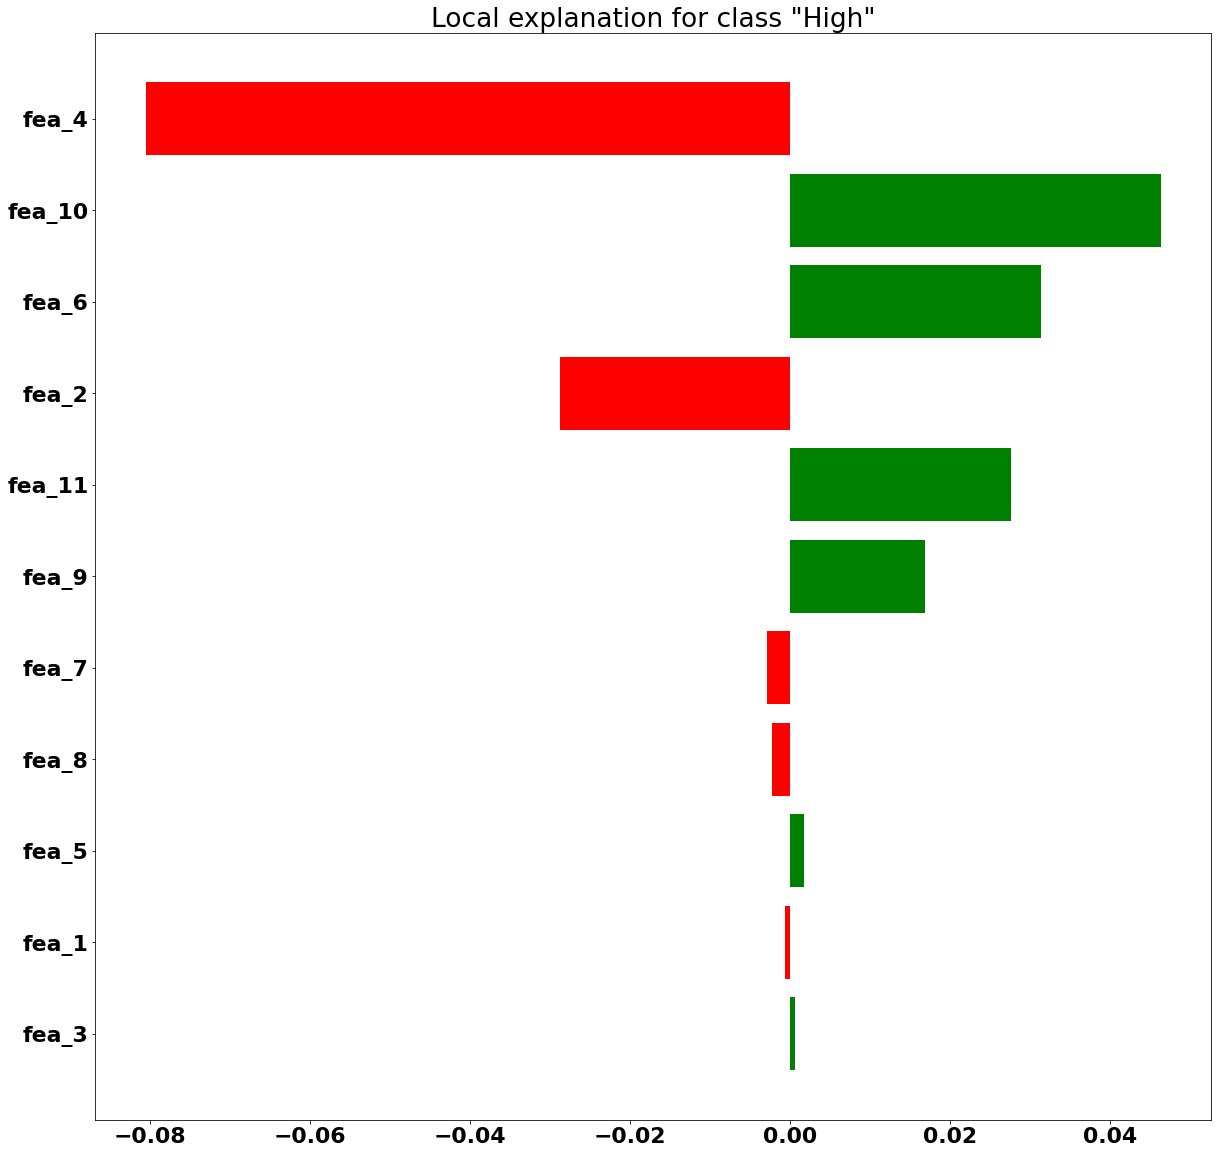 Local explanation for class "High"
fea_4
fea_10
fea_6
fea_2
fea_11
fea_9
fea_7
fea_8
fea_5
fea_1
fea_3
−0.08 −0.06 −0.04 −0.02 0.00 0.02 0.04